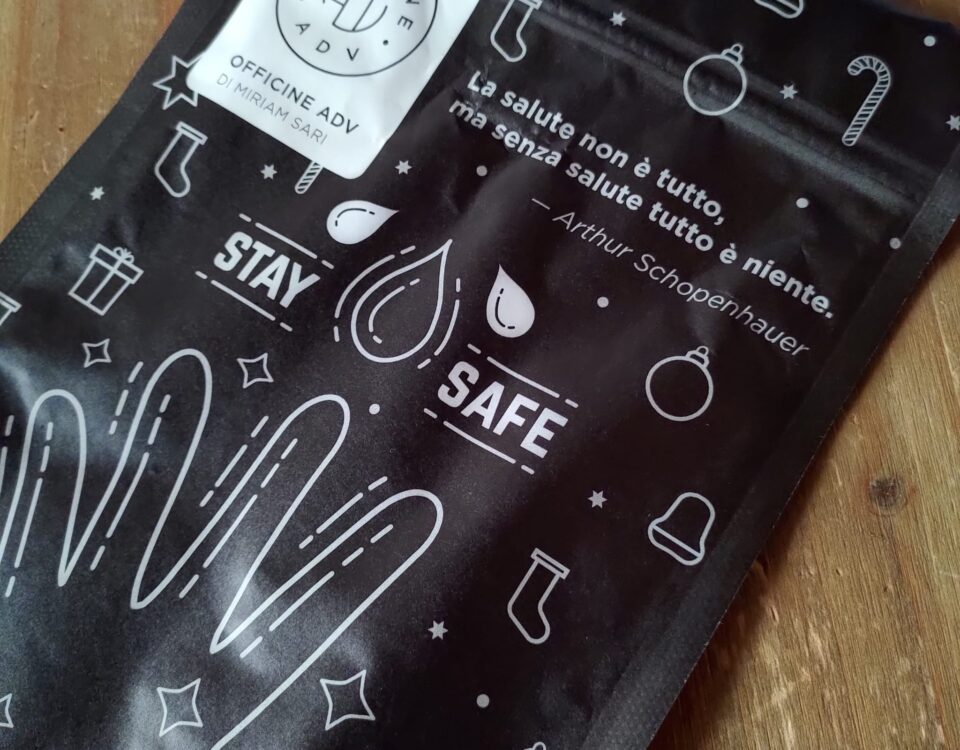 ADV
OFFICINE ADV
DI MIRIAM SARI
La salute non è tutto,
ma senza salute tutto è niente.
— Arthur Schopenhauer
STAY
SAFE